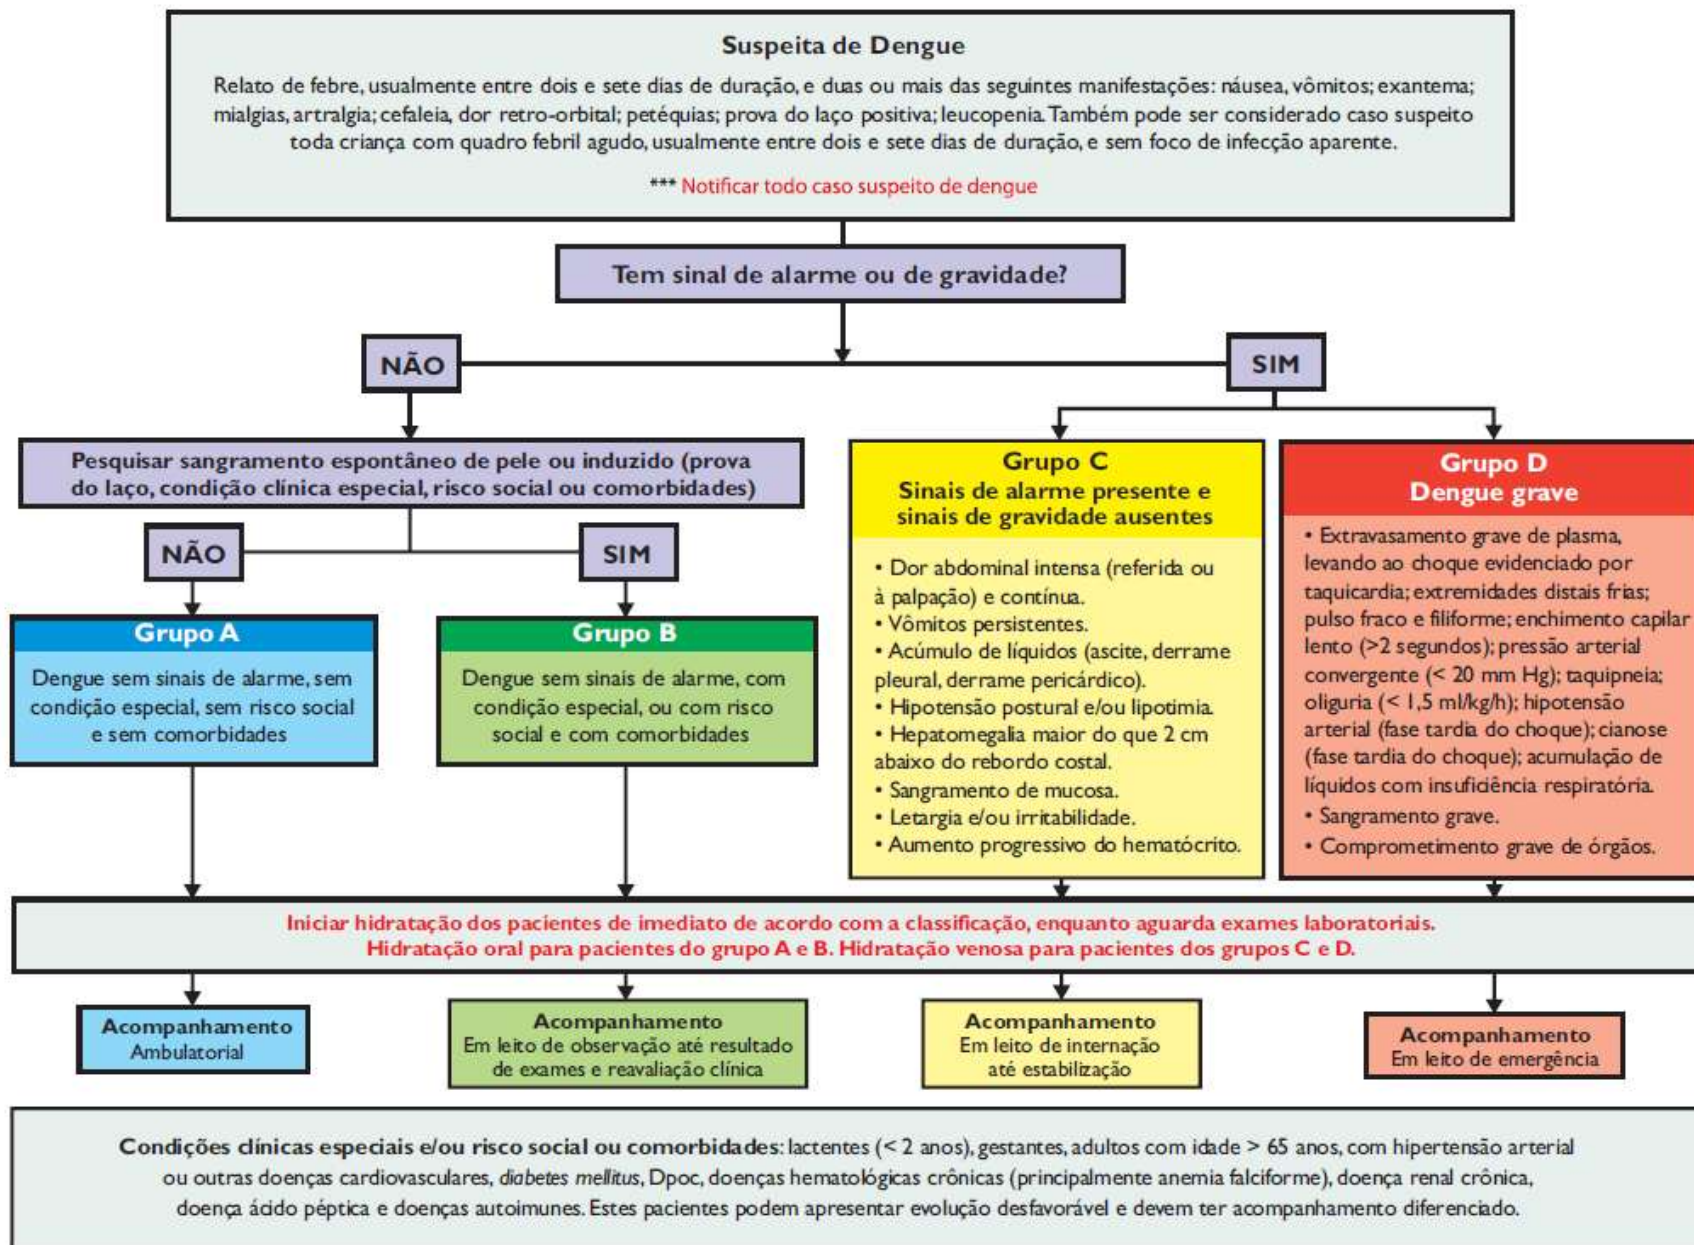 Suspeita de Dengue
Relato de febre, usualmente entre dois e sete dias de duração, e duas ou mais das seguintes manifestações: náusea, vômitos; exantema;
mialgias, artralgia; cefaleia, dor retro-orbital; petéquias; prova do laço positiva; leucopenia. Também pode ser considerado caso suspeito
toda criança com quadro febril agudo, usualmente entre dois e sete dias de duração, e sem foco de infecção aparente.
*** Notificar todo caso suspeito de dengue
Tem sinal de alarme ou de gravidade?
NÃO
SIM
Pesquisar sangramento espontâneo de pele ou induzido (prova
do laço, condição clínica especial, risco social ou comorbidades)
NÃO
SIM
Grupo A
Dengue sem sinais de alarme, sem
condição especial, sem risco social
e sem comorbidades
Grupo B
Dengue sem sinais de alarme, com
condição especial, ou com risco
social e com comorbidades
Grupo C
Sinais de alarme presente e
sinais de gravidade ausentes
• Dor abdominal intensa (referida ou
à palpação) e contínua.
• Vômitos persistentes.
• Acúmulo de líquidos (ascite, derrame
pleural, derrame pericárdico).
• Hipotensão postural e/ou lipotimia.
• Hepatomegalia maior do que 2 cm
abaixo do rebordo costal.
• Sangramento de mucosa.
• Letargia e/ou irritabilidade.
• Aumento progressivo do hematócrito.
Grupo D
Dengue grave
• Extravasamento grave de plasma,
levando ao choque evidenciado por
taquicardia; extremidades distais frias;
pulso fraco e filiforme; enchimento capilar
lento (>2 segundos); pressão arterial
convergente (< 20 mm Hg); taquipneia;
oliguria (< 1,5 ml/kg/h); hipotensão
arterial (fase tardia do choque); cianose
(fase tardia do choque); acumulação de
líquidos com insuficiência respiratória.
• Sangramento grave.
• Comprometimento grave de órgãos.
Iniciar hidratação dos pacientes de imediato de acordo com a classificação, enquanto aguarda exames laboratoriais.
Hidratação oral para pacientes do grupo A e B. Hidratação venosa para pacientes dos grupos C e D.
Acompanhamento
Ambulatorial
Acompanhamento
Em leito de observação até resultado
de exames e reavaliação clínica
Acompanhamento
Em leito de internação
até estabilização
Acompanhamento
Em leito de emergência
Condições clínicas especiais e/ou risco social ou comorbidades: lactentes (< 2 anos), gestantes, adultos com idade > 65 anos, com hipertensão arterial
ou outras doenças cardiovasculares, diabetes mellitus, Dpoc, doenças hematológicas crônicas (principalmente anemia falciforme), doença renal crônica,
doença ácido péptica e doenças autoimunes. Estes pacientes podem apresentar evolução desfavorável e devem ter acompanhamento diferenciado.